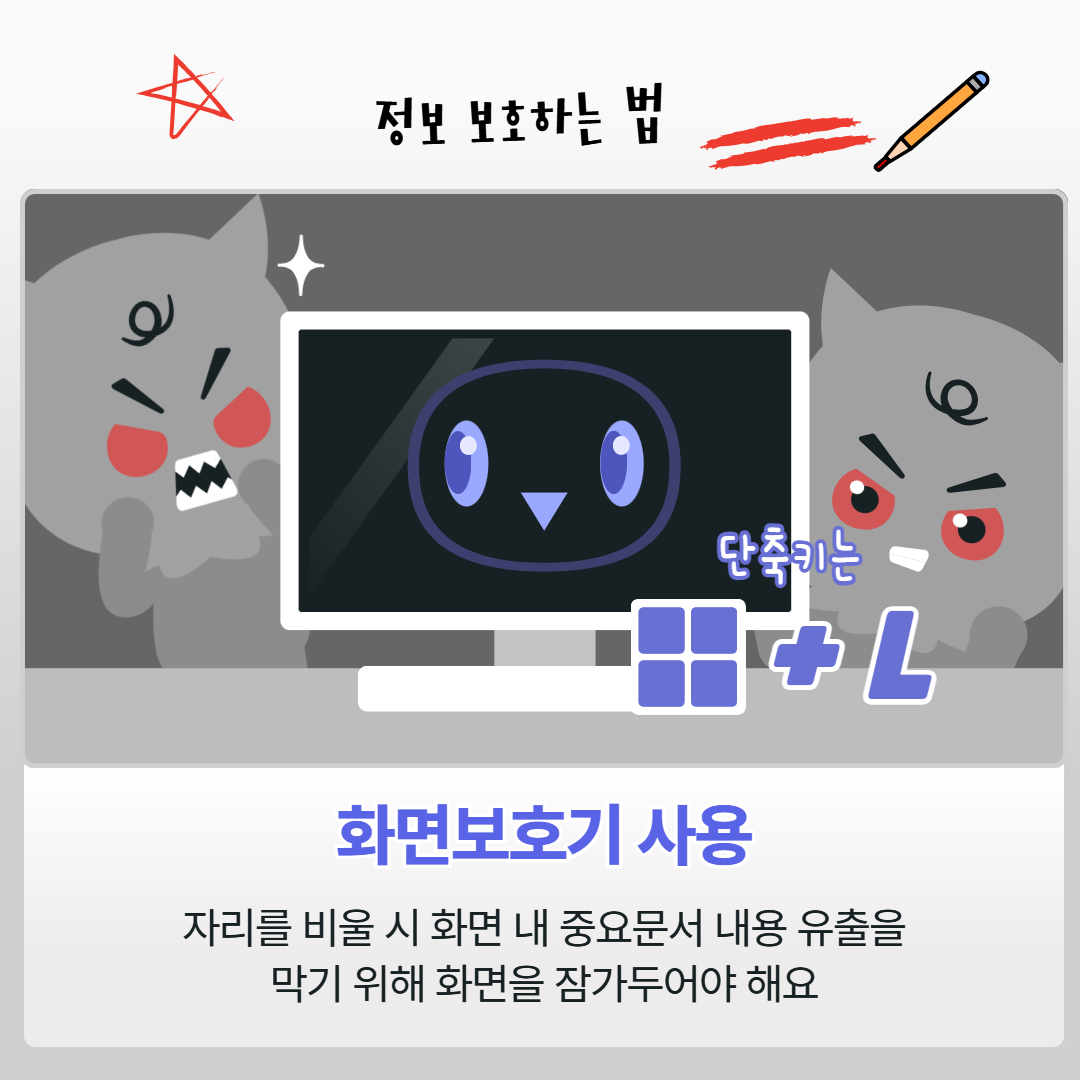 정보 보호하는 법
단축키는
+ L
화면보호기 사용
자리를 비울 시 화면 내 중요문서 내용 유출을
막기 위해 화면을 잠가두어야 해요